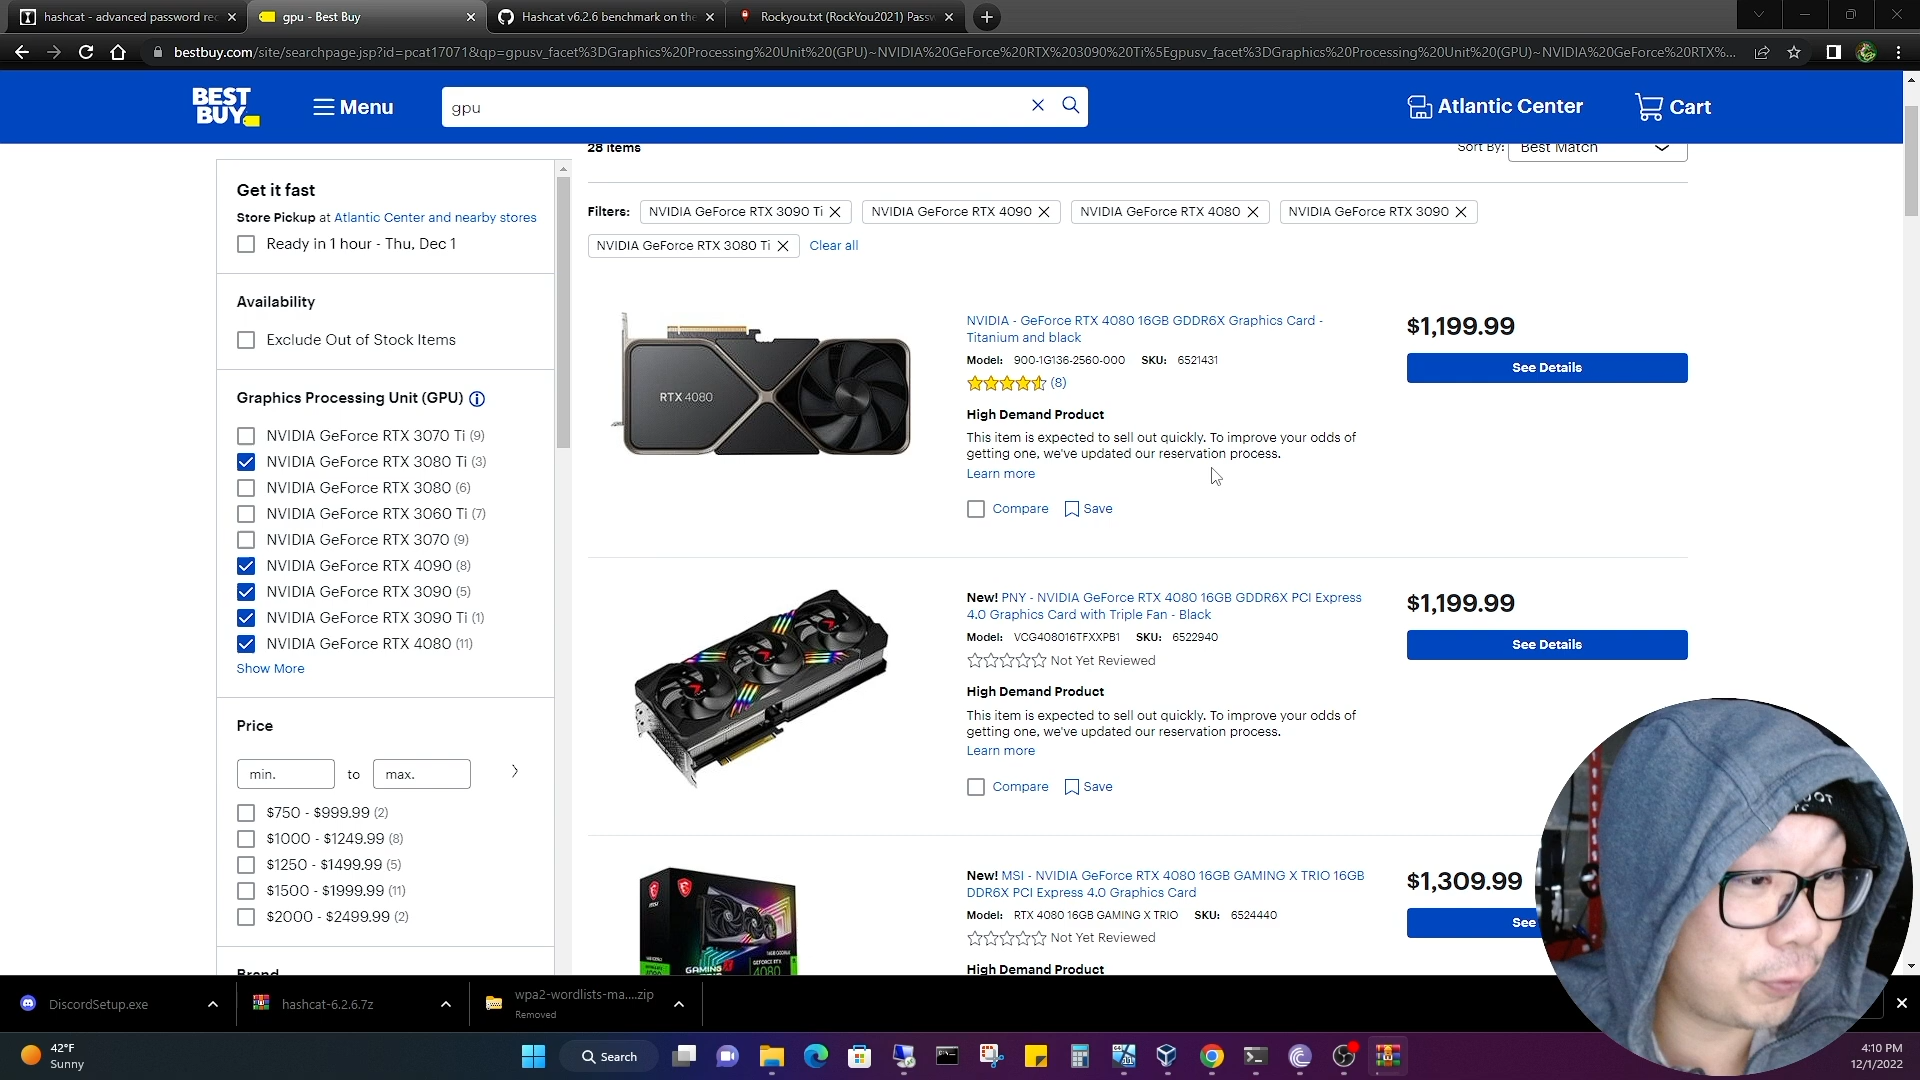 hashcat - advanced password rec
gpu - Best Buy
Hashcat v6.2.6 benchmark on the
Rockyou.txt (RockYou2021) Passw
bestbuy.com/site/searchpage.jsp?id=pcat17071&qp=gpusv_facet%3DGraphics%20Processing%20Unit%20(GPU)~NVIDIA%20GeForce%20RTX%203090%20Ti%5Egpusv_facet%3DGraphics%20Processing%20Unit%20(GPU)~NVIDIA%20GeForce%20RTX%...
BEST BUY
Menu
gpu
Atlantic Center
Cart
28 items
Sort By: Best Match
Get it fast
Store Pickup at Atlantic Center and nearby stores
Ready in 1 hour - Thu, Dec 1
Availability
Exclude Out of Stock Items
Graphics Processing Unit (GPU)
NVIDIA GeForce RTX 3070 Ti (9)
NVIDIA GeForce RTX 3080 Ti (3)
NVIDIA GeForce RTX 3080 (6)
NVIDIA GeForce RTX 3060 Ti (7)
NVIDIA GeForce RTX 3070 (9)
NVIDIA GeForce RTX 4090 (8)
NVIDIA GeForce RTX 3090 (5)
NVIDIA GeForce RTX 3090 Ti (1)
NVIDIA GeForce RTX 4080 (11)
Show More
Price
min. to max.
$750 - $999.99 (2)
$1000 - $1249.99 (8)
$1250 - $1499.99 (5)
$1500 - $1999.99 (11)
$2000 - $2499.99 (2)
Brand
Filters: NVIDIA GeForce RTX 3090 Ti NVIDIA GeForce RTX 4090 NVIDIA GeForce RTX 4080 NVIDIA GeForce RTX 3090
NVIDIA GeForce RTX 3080 Ti Clear all
RTX 4080
NVIDIA - GeForce RTX 4080 16GB GDDR6X Graphics Card -
Titanium and black
Model: 900-1G136-2560-000 SKU: 6521431
(8)
High Demand Product
This item is expected to sell out quickly. To improve your odds of
getting one, we've updated our reservation process.
Learn more
Compare Save
$1,199.99
See Details
New! PNY - NVIDIA GeForce RTX 4080 16GB GDDR6X PCI Express
4.0 Graphics Card with Triple Fan - Black
Model: VCG408016TFXXPB1 SKU: 6522940
Not Yet Reviewed
High Demand Product
This item is expected to sell out quickly. To improve your odds of
getting one, we've updated our reservation process.
Learn more
Compare Save
$1,199.99
See Details
New! MSI - NVIDIA GeForce RTX 4080 16GB GAMING X TRIO 16GB
DDR6X PCI Express 4.0 Graphics Card
Model: RTX 4080 16GB GAMING X TRIO SKU: 6524440
Not Yet Reviewed
High Demand Product
$1,309.99
See
GAMING X
4080
DiscordSetup.exe
hashcat-6.2.6.7z
wpa2-wordlists-ma....zip
Removed
42°F
Sunny
Search
4:10 PM
12/1/2022